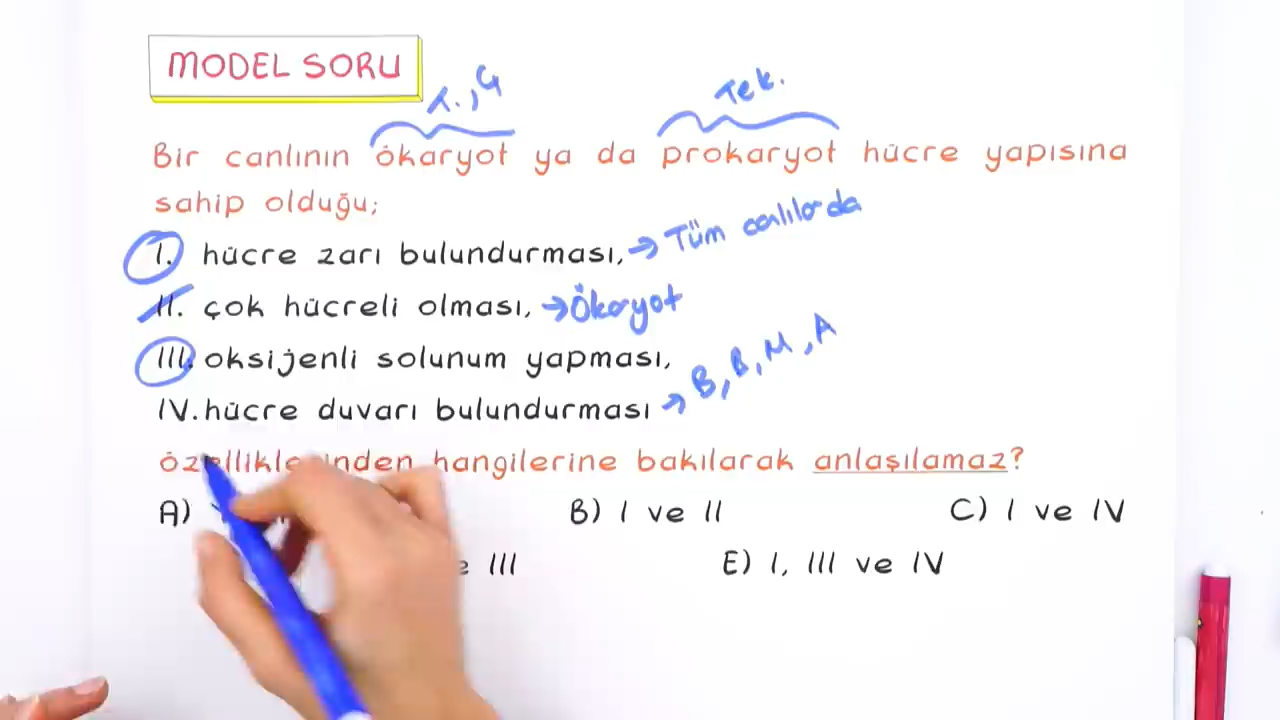 MODEL SORU
T., Ç
Tek.
Bir canlının ökaryot ya da prokaryot hücre yapısına
sahip olduğu;
I. hücre zarı bulundurması, → Tüm canlılarda
II. çok hücreli olması, → Ökaryot
III. oksijenli solunum yapması,
IV. hücre duvarı bulundurması → B, B, M, A
özelliklerinden hangilerine bakılarak anlaşılamaz?
A)
B) I ve II
C) I ve IV
III
E) I, III ve IV